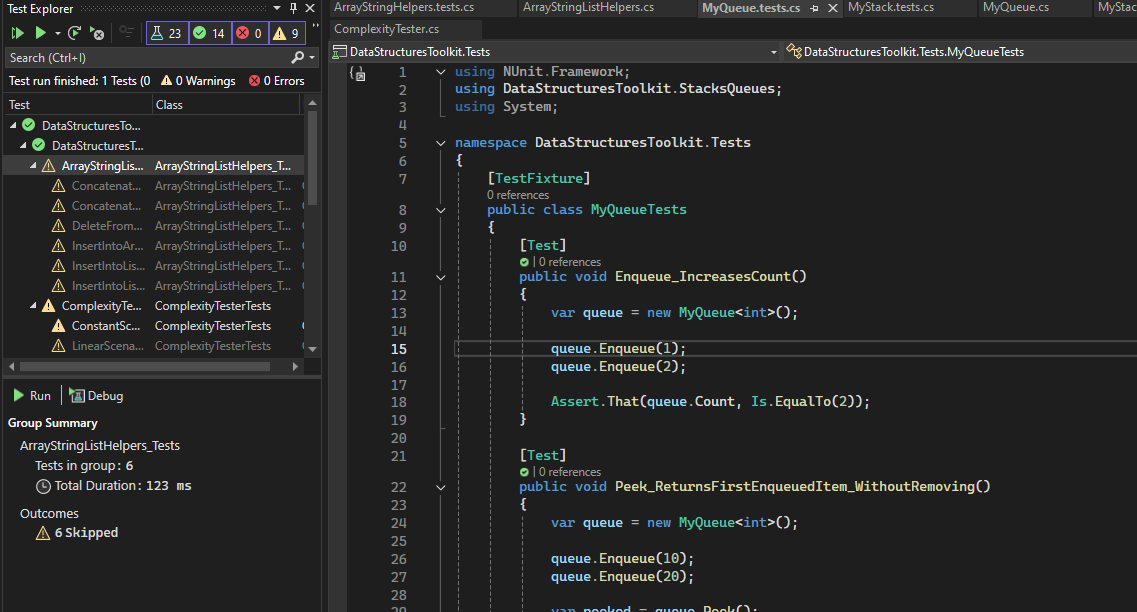 Test Explorer
23 14 0 9
Search (Ctrl+I)
Test run finished: 1 Tests (0 0 Warnings 0 Errors
Test Class
DataStructuresTo...
DataStructuresT...
ArrayStringLis... ArrayStringListHelpers_T...
Concatenat... ArrayStringListHelpers_T...
Concatenat... ArrayStringListHelpers_T...
DeleteFrom... ArrayStringListHelpers_T...
InsertIntoAr... ArrayStringListHelpers_T...
InsertIntoLis... ArrayStringListHelpers_T...
InsertIntoLis... ArrayStringListHelpers_T...
ComplexityTe... ComplexityTesterTests
ConstantSc... ComplexityTesterTests
LinearScena... ComplexityTesterTests
Run Debug
Group Summary
ArrayStringListHelpers_Tests
Tests in group: 6
Total Duration: 123 ms
Outcomes
6 Skipped
ArrayStringHelpers.tests.cs ArrayStringListHelpers.cs MyQueue.tests.cs MyStack.tests.cs MyQueue.cs MyStac
ComplexityTester.cs
DataStructuresToolkit.Tests DataStructuresToolkit.Tests.MyQueueTests
1 using NUnit.Framework;
2 using DataStructuresToolkit.StacksQueues;
3 using System;
4
5 namespace DataStructuresToolkit.Tests
6 {
7 [TestFixture]
0 references
8 public class MyQueueTests
9 {
10 [Test]
| 0 references
11 public void Enqueue_IncreasesCount()
12 {
13 var queue = new MyQueue<int>();
14
15 queue.Enqueue(1);
16 queue.Enqueue(2);
17
18 Assert.That(queue.Count, Is.EqualTo(2));
19 }
20
21 [Test]
| 0 references
22 public void Peek_ReturnsFirstEnqueuedItem_WithoutRemoving()
23 {
24 var queue = new MyQueue<int>();
25
26 queue.Enqueue(10);
27 queue.Enqueue(20);
28
29 var peeked = queue.Peek();